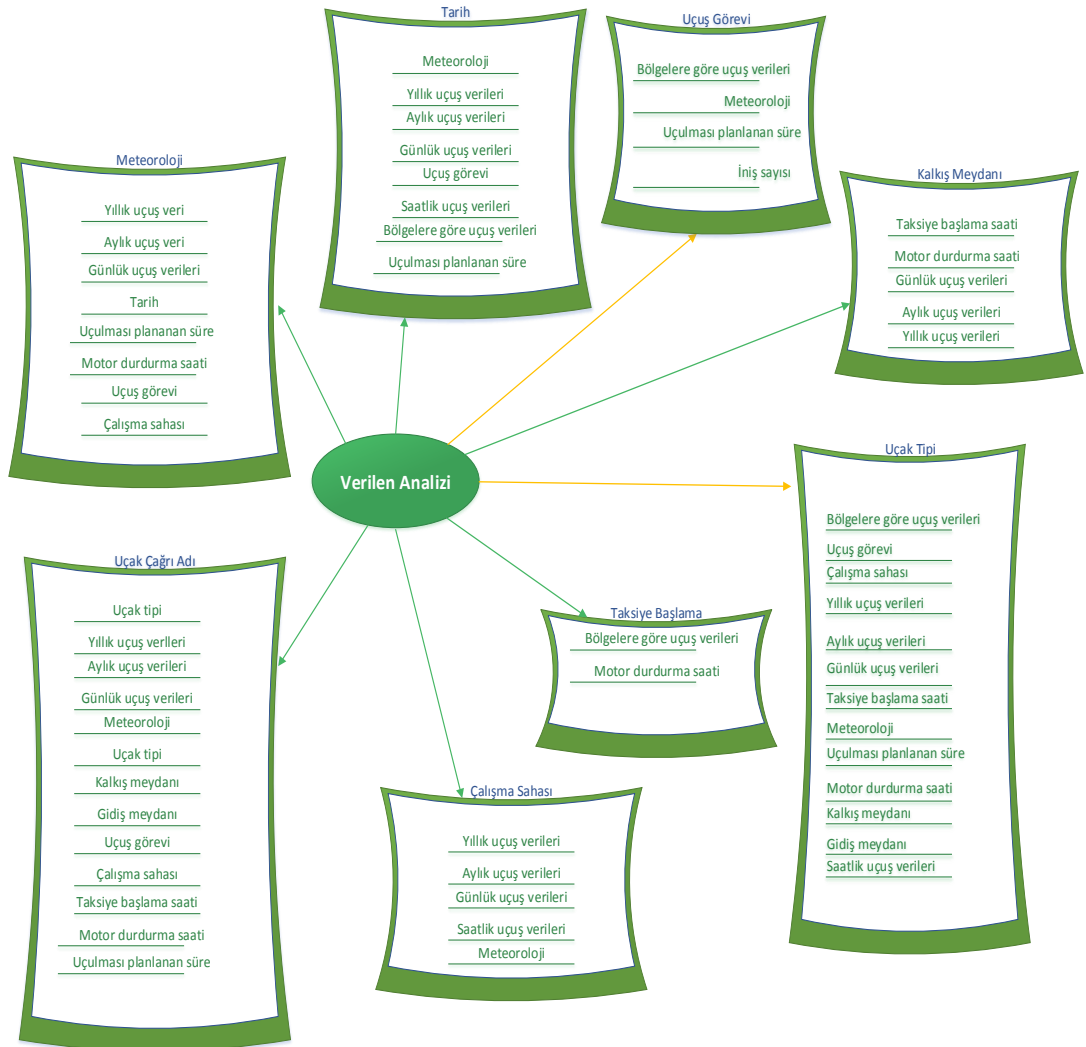 Tarih
Meteoroloji
Yıllık uçuş verileri
Aylık uçuş verileri
Günlük uçuş verileri
Uçuş görevi
Saatlik uçuş verileri
Bölgelere göre uçuş verileri
Uçulması planlanan süre
Uçuş Görevi
Bölgelere göre uçuş verileri
Meteoroloji
Uçulması planlanan süre
İniş sayısı
Meteoroloji
Yıllık uçuş veri
Aylık uçuş veri
Günlük uçuş verileri
Tarih
Uçulması plananan süre
Motor durdurma saati
Uçuş görevi
Çalışma sahası
Kalkış Meydanı
Taksiye başlama saati
Motor durdurma saati
Günlük uçuş verileri
Aylık uçuş verileri
Yıllık uçuş verileri
Verilen Analizi
Uçak Tipi
Bölgelere göre uçuş verileri
Uçuş görevi
Çalışma sahası
Yıllık uçuş verileri
Aylık uçuş verileri
Günlük uçuş verileri
Taksiye başlama saati
Meteoroloji
Uçulması planlanan süre
Motor durdurma saati
Kalkış meydanı
Gidiş meydanı
Saatlik uçuş verileri
Uçak Çağrı Adı
Uçak tipi
Yıllık uçuş verlleri
Aylık uçuş verileri
Günlük uçuş verileri
Meteoroloji
Uçak tipi
Kalkış meydanı
Gidiş meydanı
Uçuş görevi
Çalışma sahası
Taksiye başlama saati
Motor durdurma saati
Uçulması planlanan süre
Taksiye Başlama
Bölgelere göre uçuş verileri
Motor durdurma saati
Çalışma Sahası
Yıllık uçuş verileri
Aylık uçuş verileri
Günlük uçuş verileri
Saatlik uçuş verileri
Meteoroloji